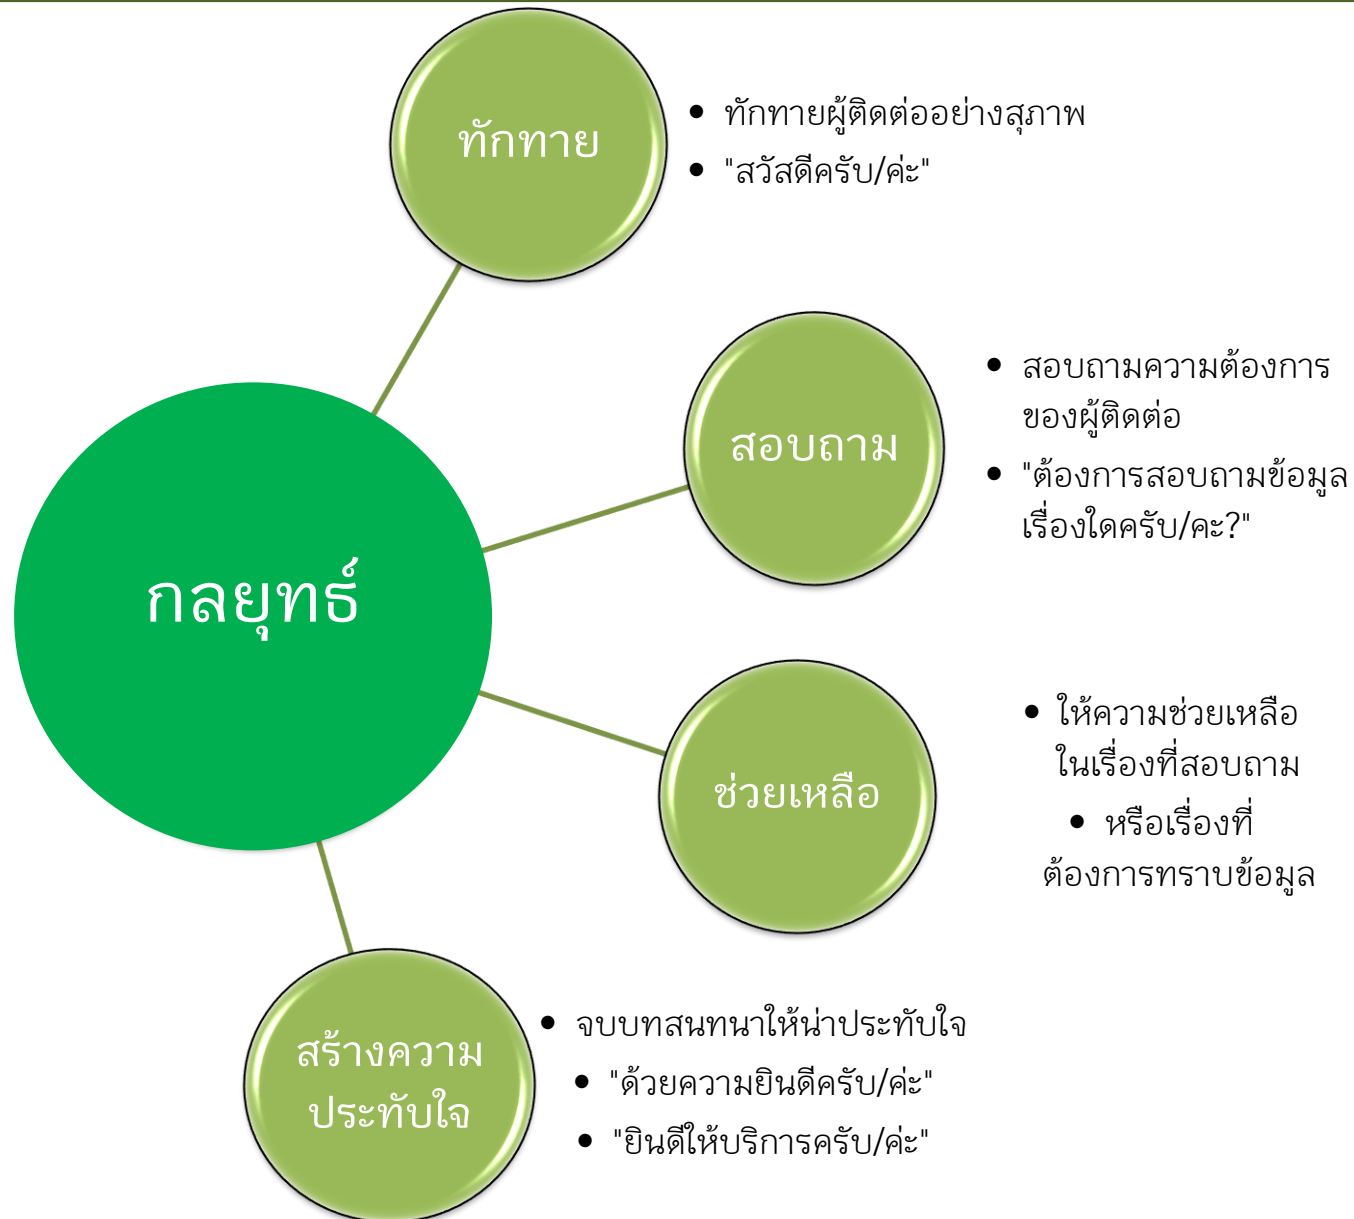 ทักทาย
• ทักทายผู้ติดต่ออย่างสุภาพ
• "สวัสดีครับ/ค่ะ"
สอบถาม
• สอบถามความต้องการ
ของผู้ติดต่อ
• "ต้องการสอบถามข้อมูล
เรื่องใดครับ/คะ?"
กลยุทธ์
ช่วยเหลือ
• ให้ความช่วยเหลือ
ในเรื่องที่สอบถาม
• หรือเรื่องที่
ต้องการทราบข้อมูล
สร้างความ
ประทับใจ
• จบบทสนทนาให้น่าประทับใจ
• "ด้วยความยินดีครับ/ค่ะ"
• "ยินดีให้บริการครับ/ค่ะ"